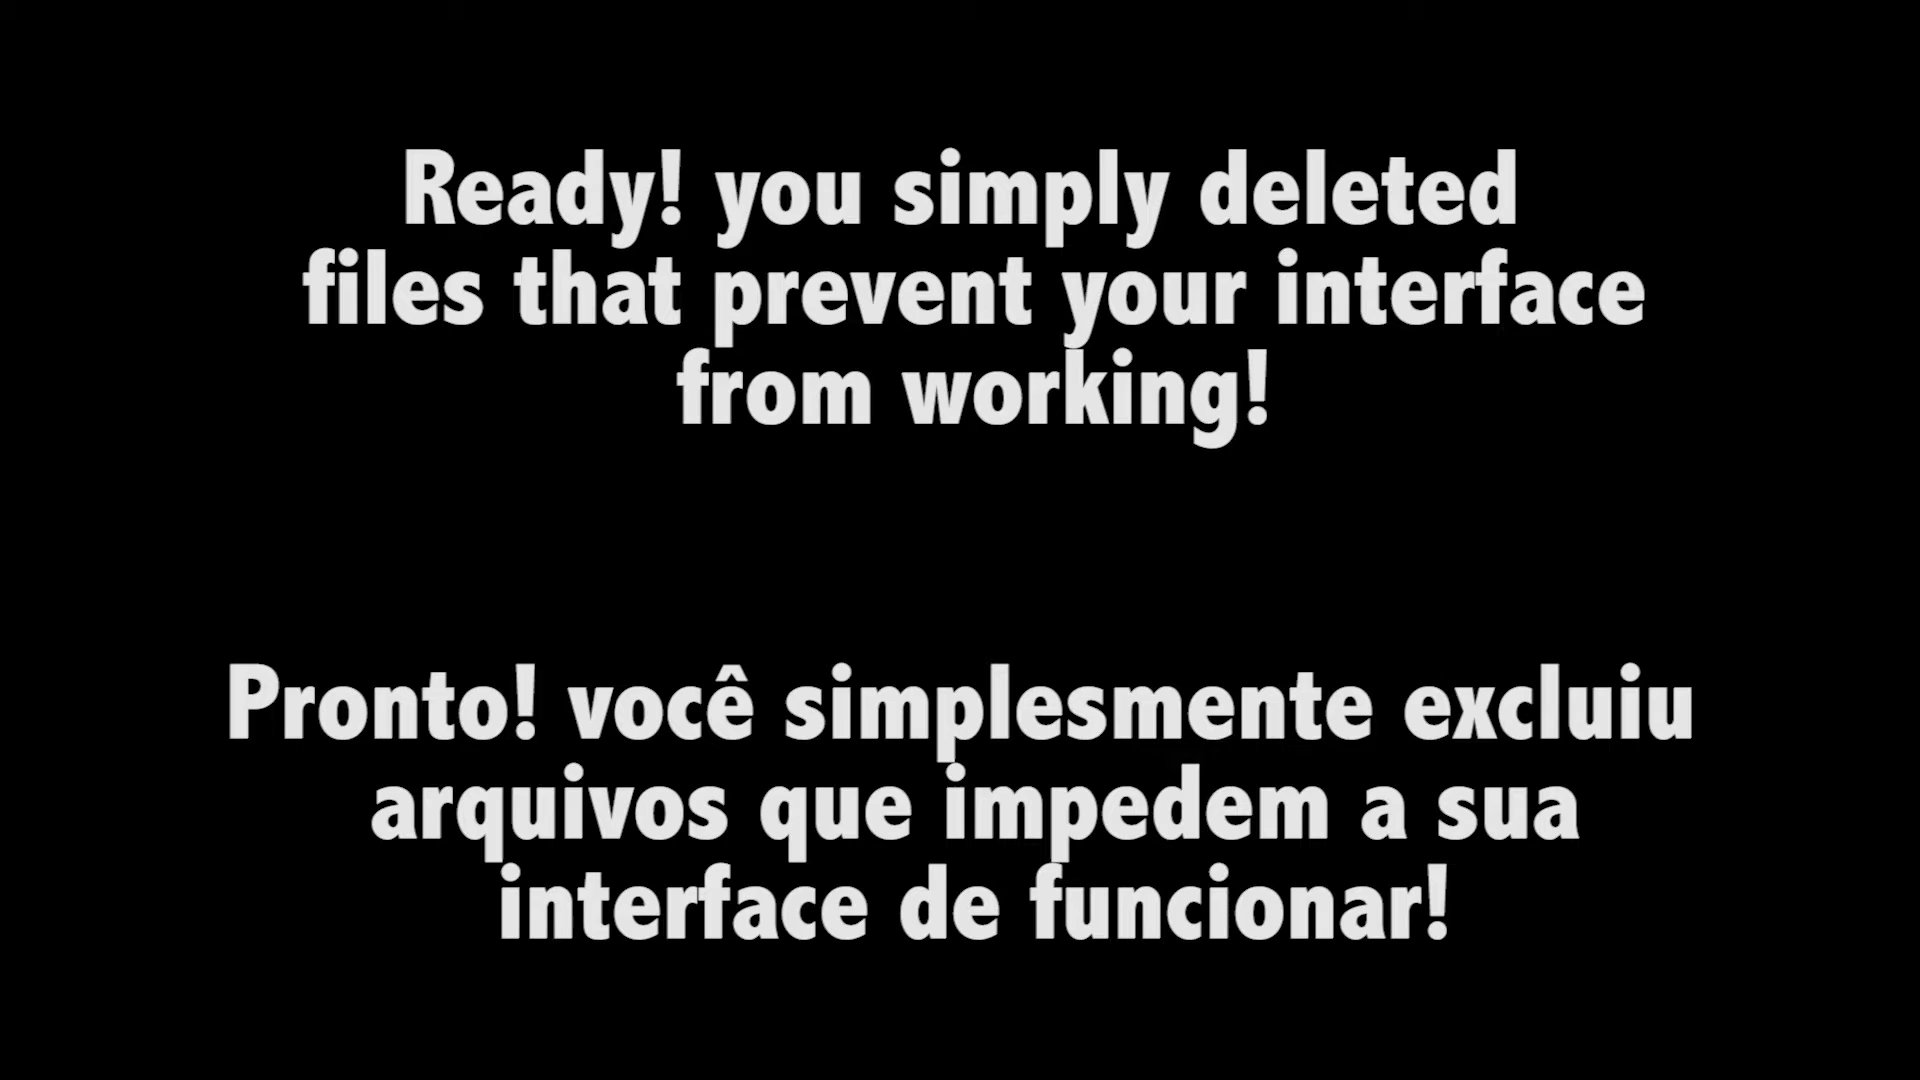 Ready! you simply deleted
files that prevent your interface
from working!
Pronto! você simplesmente excluiu
arquivos que impedem a sua
interface de funcionar!